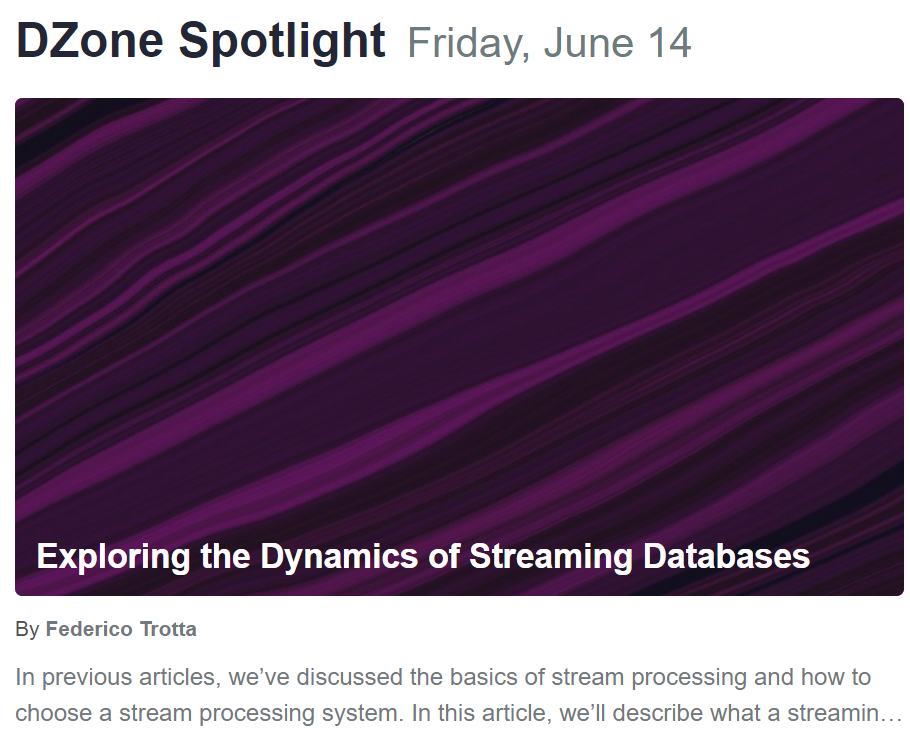 DZone Spotlight Friday, June 14
Exploring the Dynamics of Streaming Databases
By Federico Trotta
In previous articles, we’ve discussed the basics of stream processing and how to
choose a stream processing system. In this article, we’ll describe what a streamin…